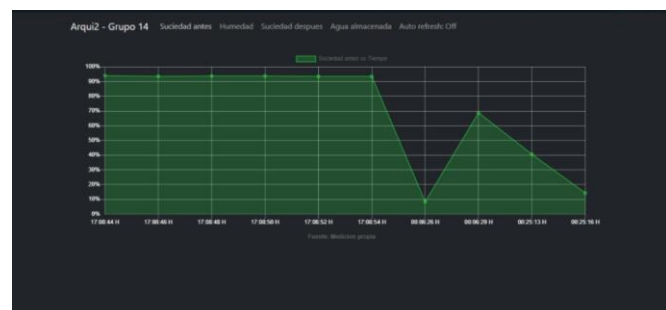 Arqui2 - Grupo 14 Suciedad antes Humedad Suciedad despues Agua almacenada Auto refresh: Off
Suciedad antes vs Tiempo
100%
90%
80%
70%
60%
50%
40%
30%
20%
10%
0%
17:08:44 H 17:08:46 H 17:08:48 H 17:08:50 H 17:08:52 H 17:08:54 H 00:06:26 H 00:06:28 H 00:25:13 H 00:25:16 H
Fuente: Medicion propia